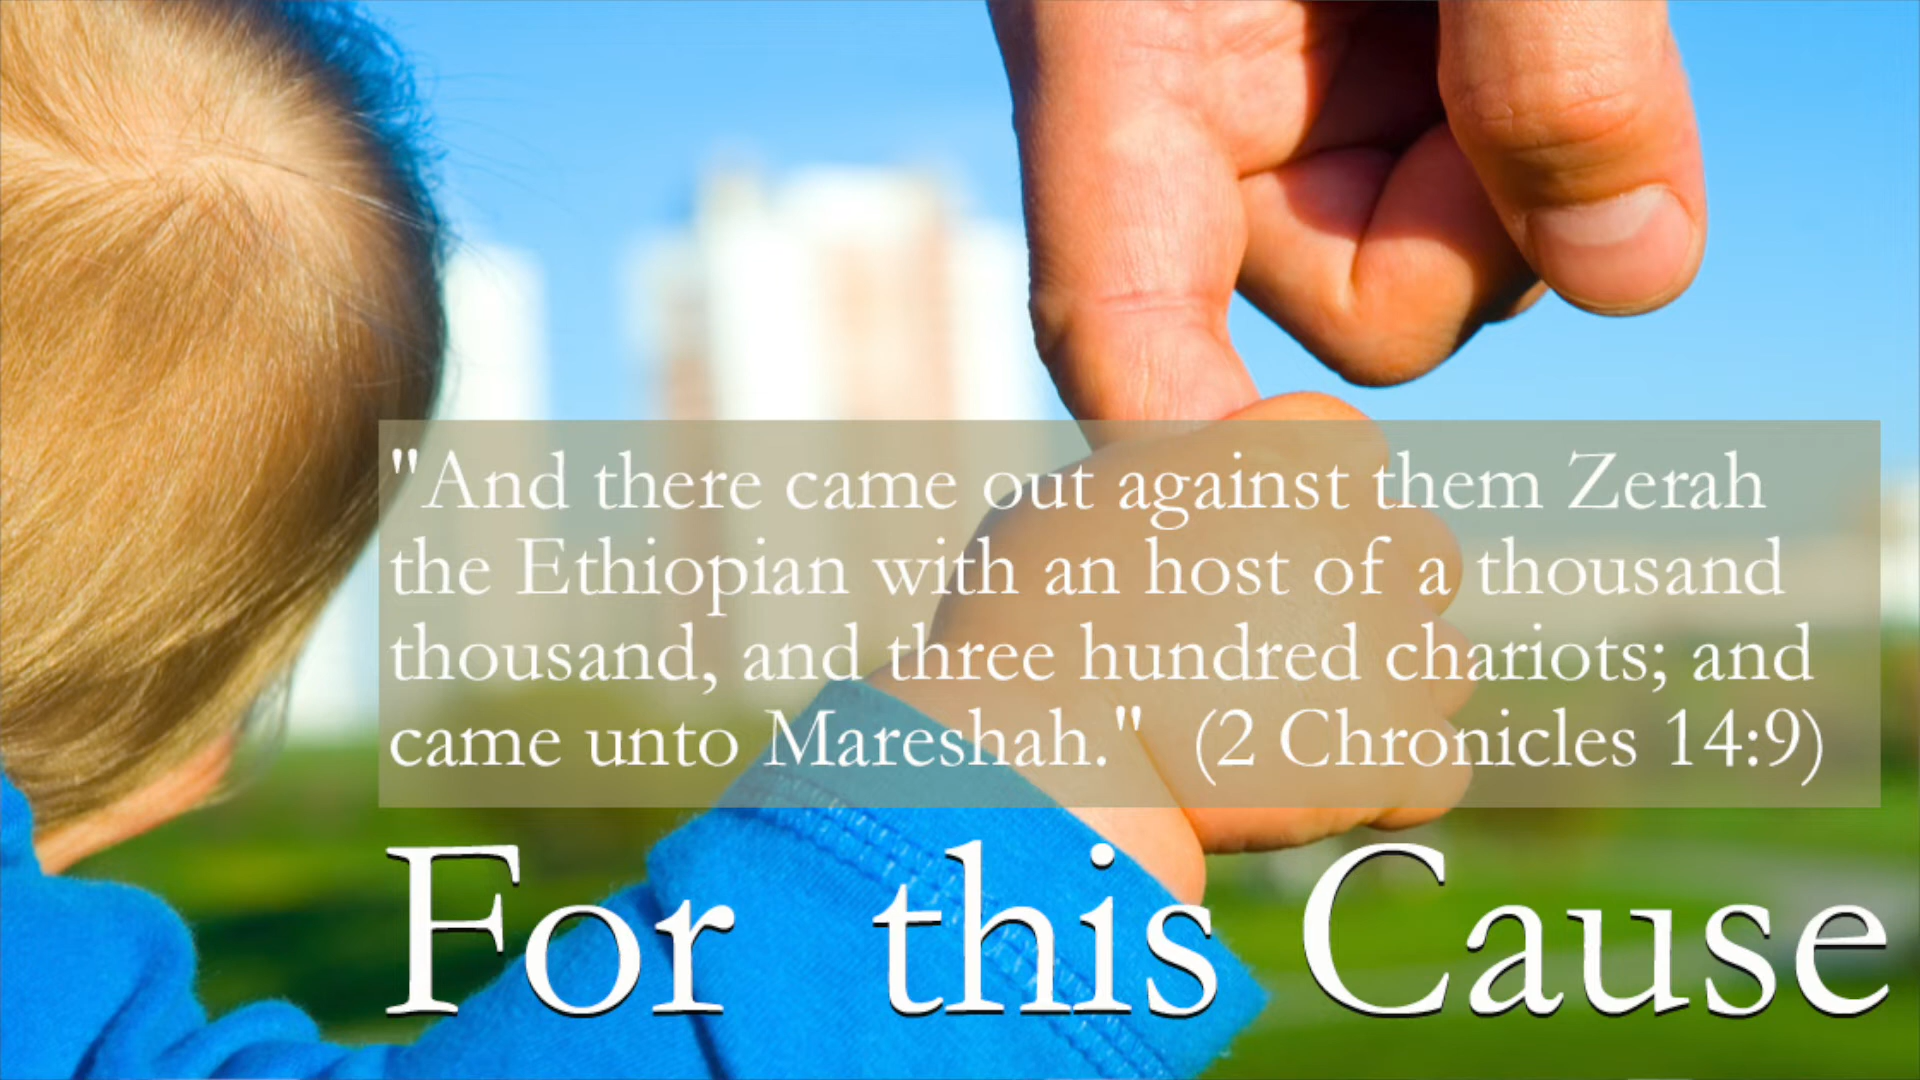 "And there came out against them Zerah
the Ethiopian with an host of a thousand
thousand, and three hundred chariots; and
came unto Mareshah."  (2 Chronicles 14:9)
For this Cause